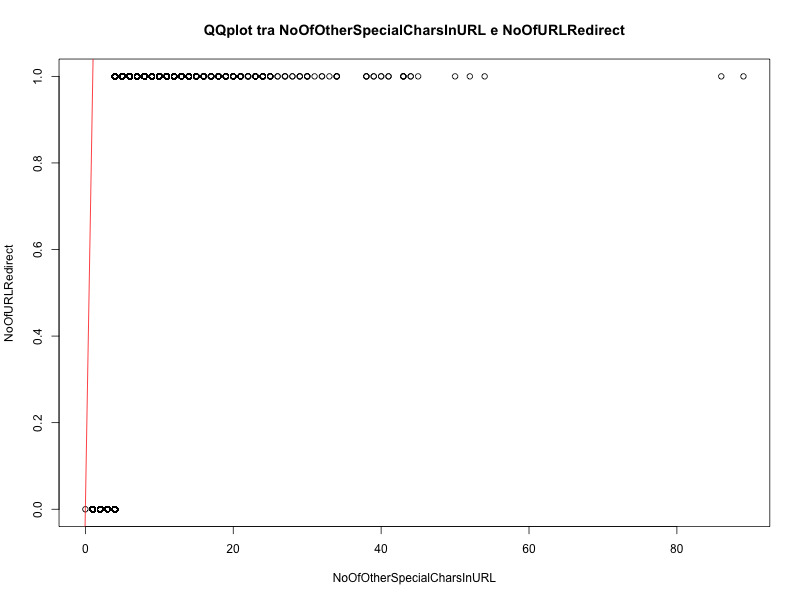 QQplot tra NoOfOtherSpecialCharsInURL e NoOfURLRedirect
1.0
0.8
0.6
0.4
0.2
0.0
NoOfURLRedirect
0 20 40 60 80
NoOfOtherSpecialCharsInURL